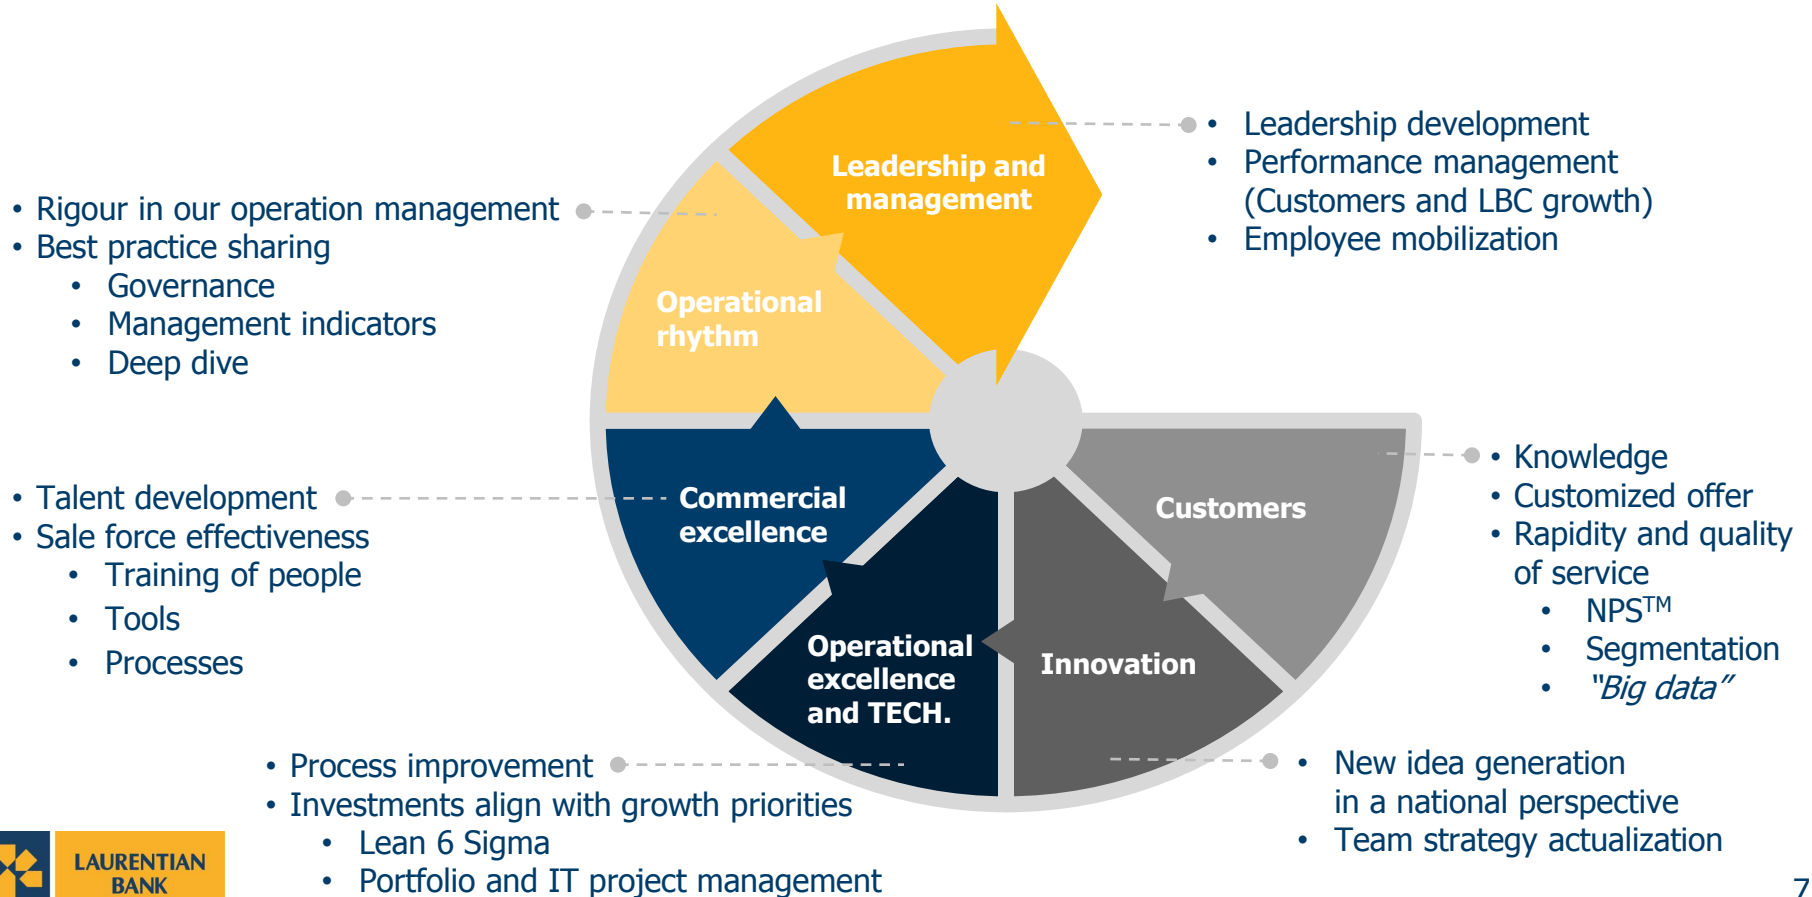 Leadership and
management
• Leadership development
• Performance management
(Customers and LBC growth)
• Employee mobilization
• Rigour in our operation management
• Best practice sharing
• Governance
• Management indicators
• Deep dive
Operational
rhythm
• Talent development
• Sale force effectiveness
• Training of people
• Tools
• Processes
Commercial
excellence
Customers
• Knowledge
• Customized offer
• Rapidity and quality
of service
• NPS™
• Segmentation
• “Big data”
Operational
excellence
and TECH.
Innovation
• Process improvement
• Investments align with growth priorities
• Lean 6 Sigma
• Portfolio and IT project management
• New idea generation
in a national perspective
• Team strategy actualization
LAURENTIAN
BANK
7